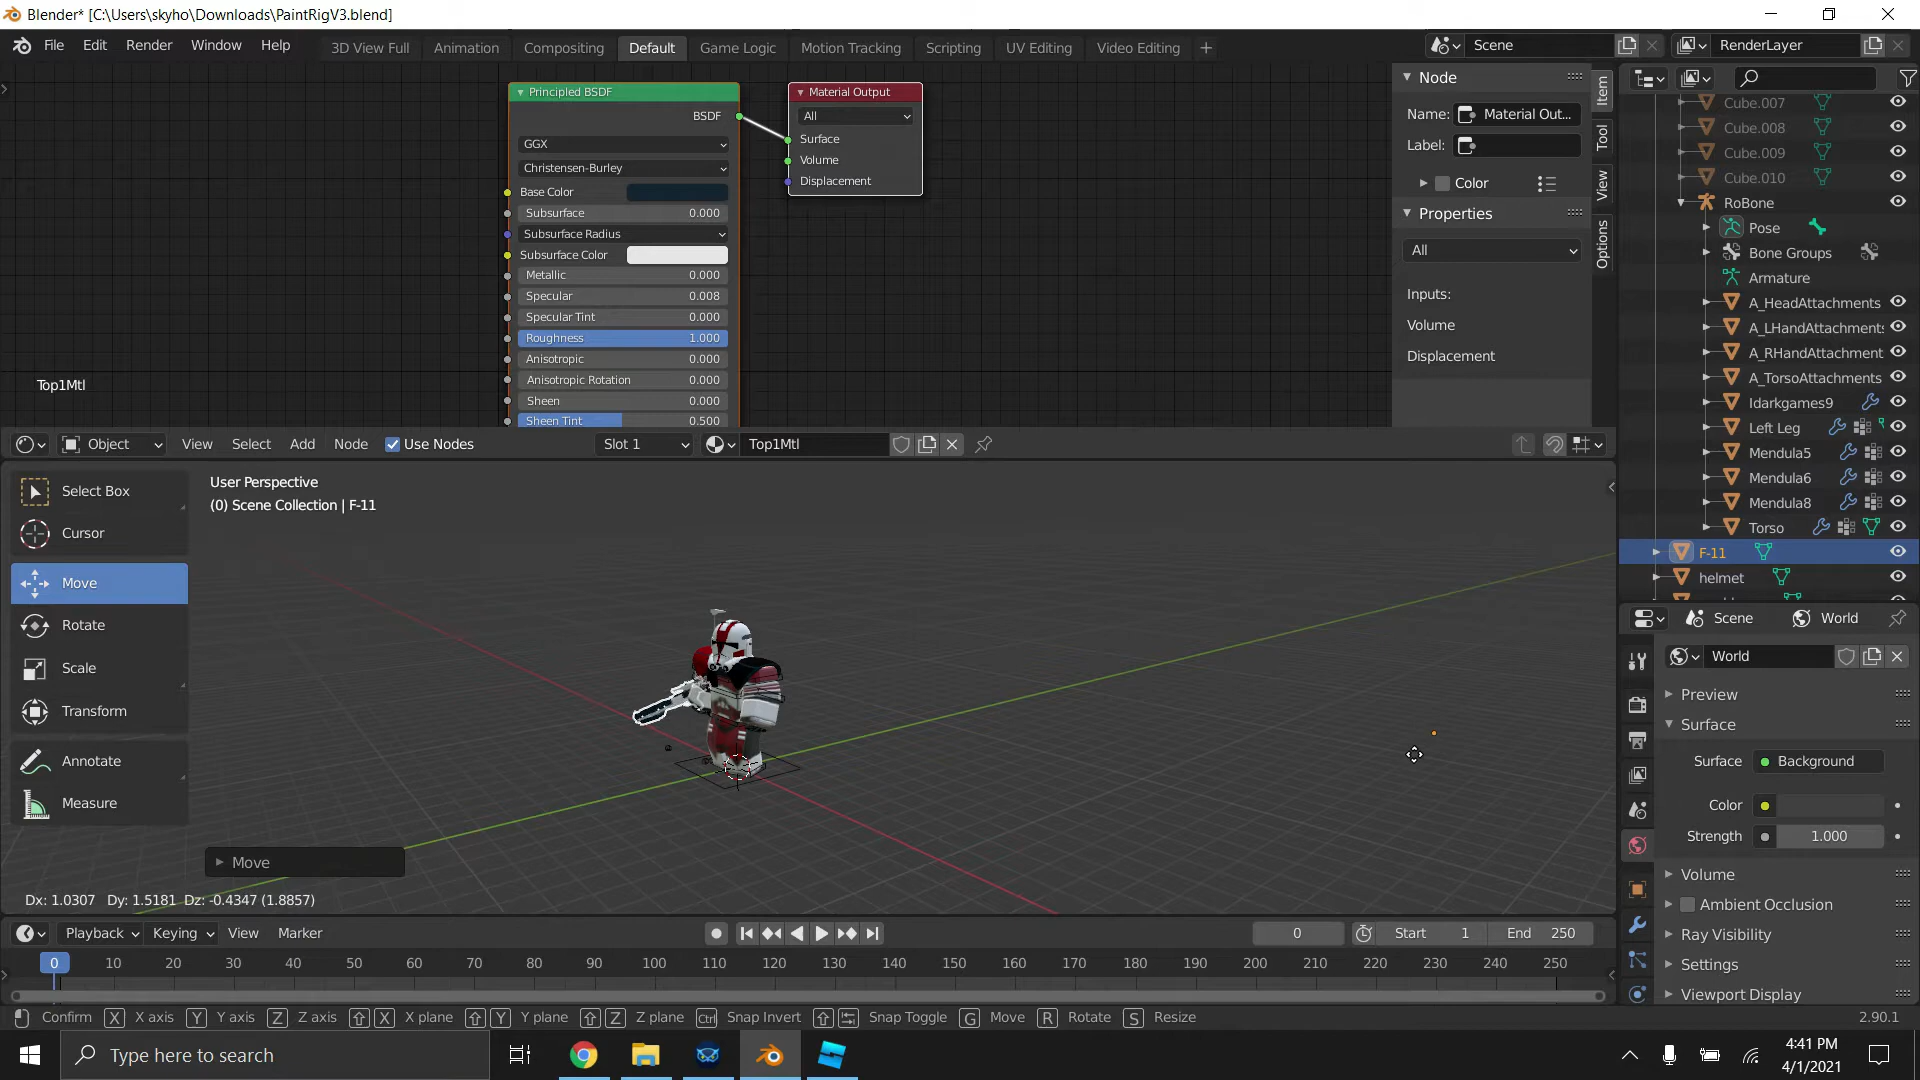 Blender* [C:\Users\skyho\Downloads\PaintRigV3.blend]
File Edit Render Window Help
3D View Full Animation Compositing Default Game Logic Motion Tracking Scripting UV Editing Video Editing +
Scene
RenderLayer
Principled BSDF
BSDF
GGX
Christensen-Burley
Base Color
Subsurface 0.000
Subsurface Radius
Subsurface Color
Metallic 0.000
Specular 0.008
Specular Tint 0.000
Roughness 1.000
Anisotropic 0.000
Anisotropic Rotation 0.000
Sheen 0.000
Sheen Tint 0.500
Material Output
All
Surface
Volume
Displacement
Top1Mtl
Node
Name: Material Out...
Label:
Color
Properties
All
Inputs:
Volume
Displacement
Item
Tool
View
Options
Cube.007
Cube.008
Cube.009
Cube.010
RoBone
Pose
Bone Groups
Armature
A_HeadAttachments
A_LHandAttachments
A_RHandAttachment
A_TorsoAttachments
Idarkgames9
Left Leg
Mendula5
Mendula6
Mendula8
Torso
F-11
helmet
Object View Select Add Node Use Nodes Slot 1 Top1Mtl
Select Box
Cursor
Move
Rotate
Scale
Transform
Annotate
Measure
User Perspective
(0) Scene Collection | F-11
Move
Dx: 1.0307 Dy: 1.5181 Dz: -0.4347 (1.8857)
Scene World
World
Preview
Surface
Surface Background
Color
Strength 1.000
Volume
Ambient Occlusion
Ray Visibility
Settings
Viewport Display
Playback Keying View Marker
0 Start 1 End 250
0 10 20 30 40 50 60 70 80 90 100 110 120 130 140 150 160 170 180 190 200 210 220 230 240 250
Confirm X X axis Y Y axis Z Z axis X X plane Y Y plane Z Z plane Ctrl Snap Invert Snap Toggle G Move R Rotate S Resize
2.90.1
Type here to search
4:41 PM
4/1/2021